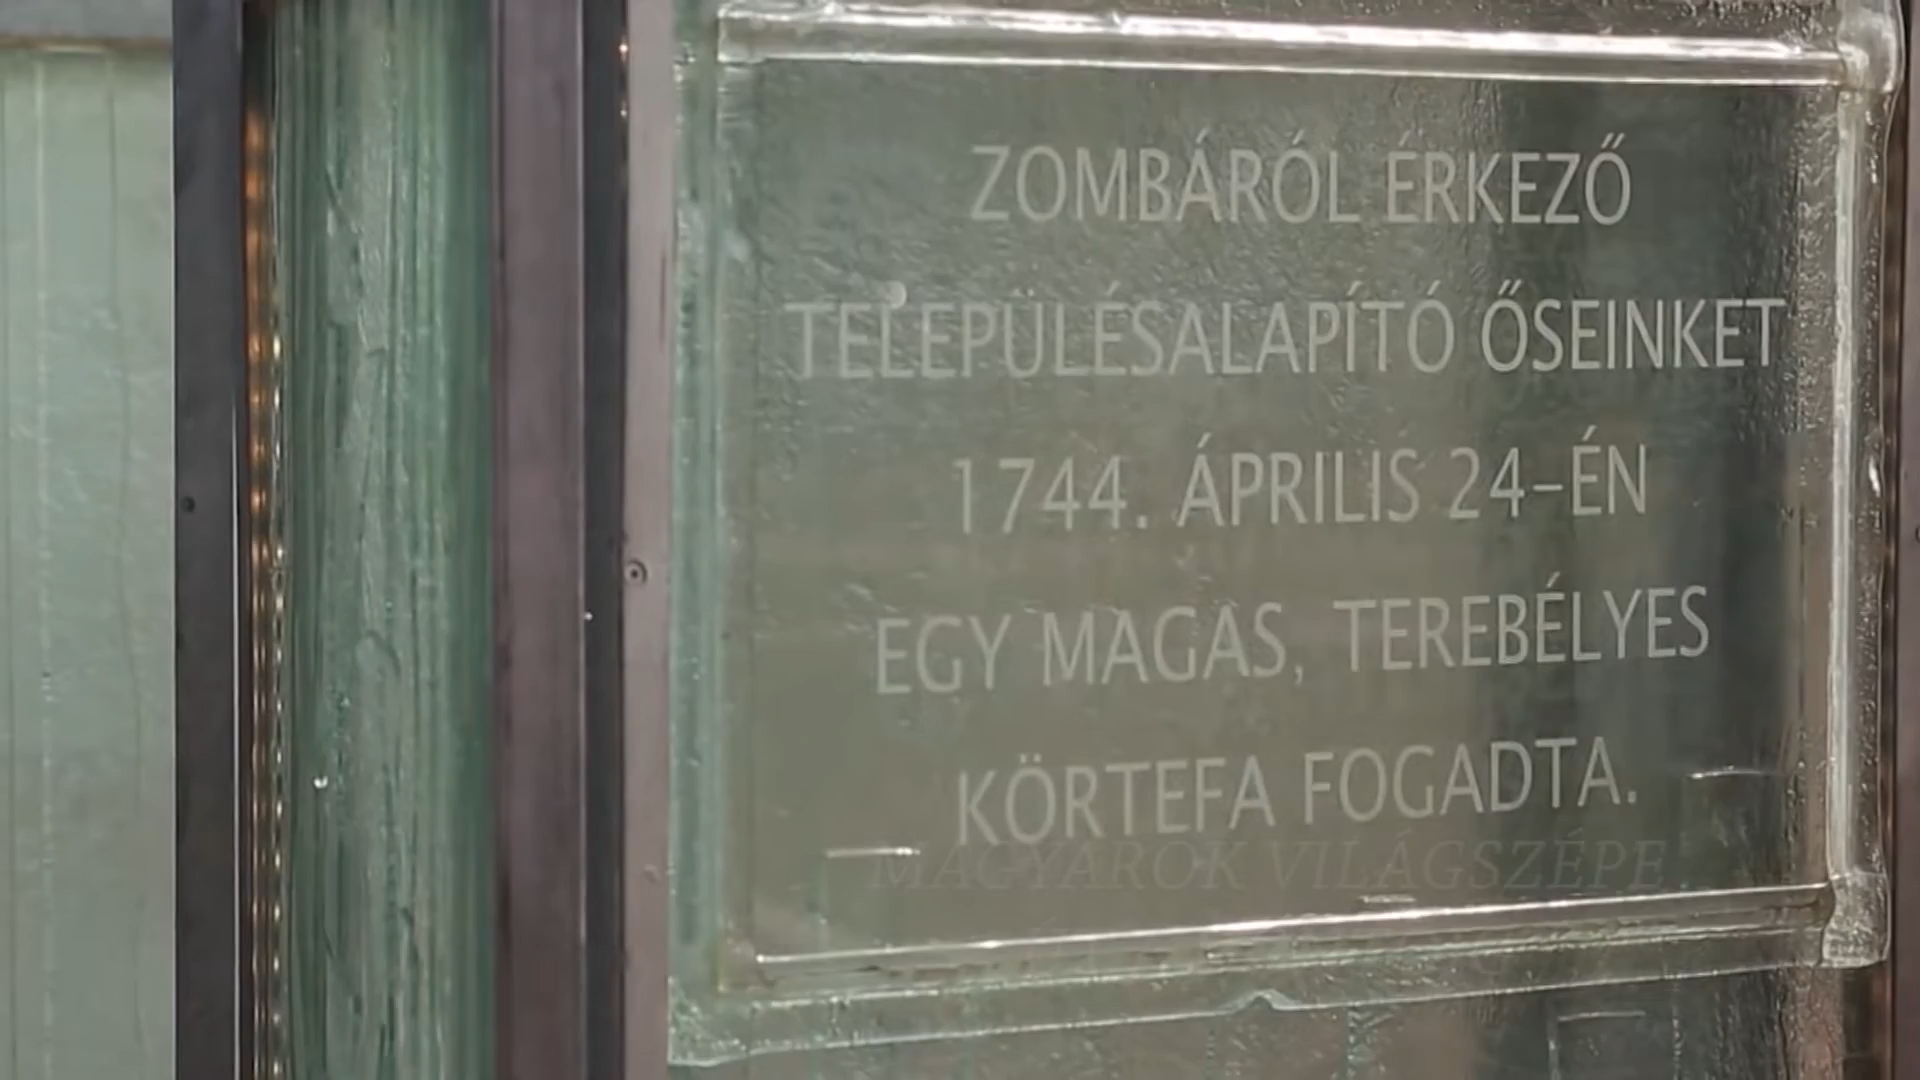 ZOMBÁRÓL ÉRKEZŐ
TELEPÜLÉSALAPÍTÓ ŐSEINKET
1744. ÁPRILIS 24-ÉN
EGY MAGAS, TEREBÉLYES
KÖRTEFA FOGADTA.
MAGYAROK VILÁGSZÉPE